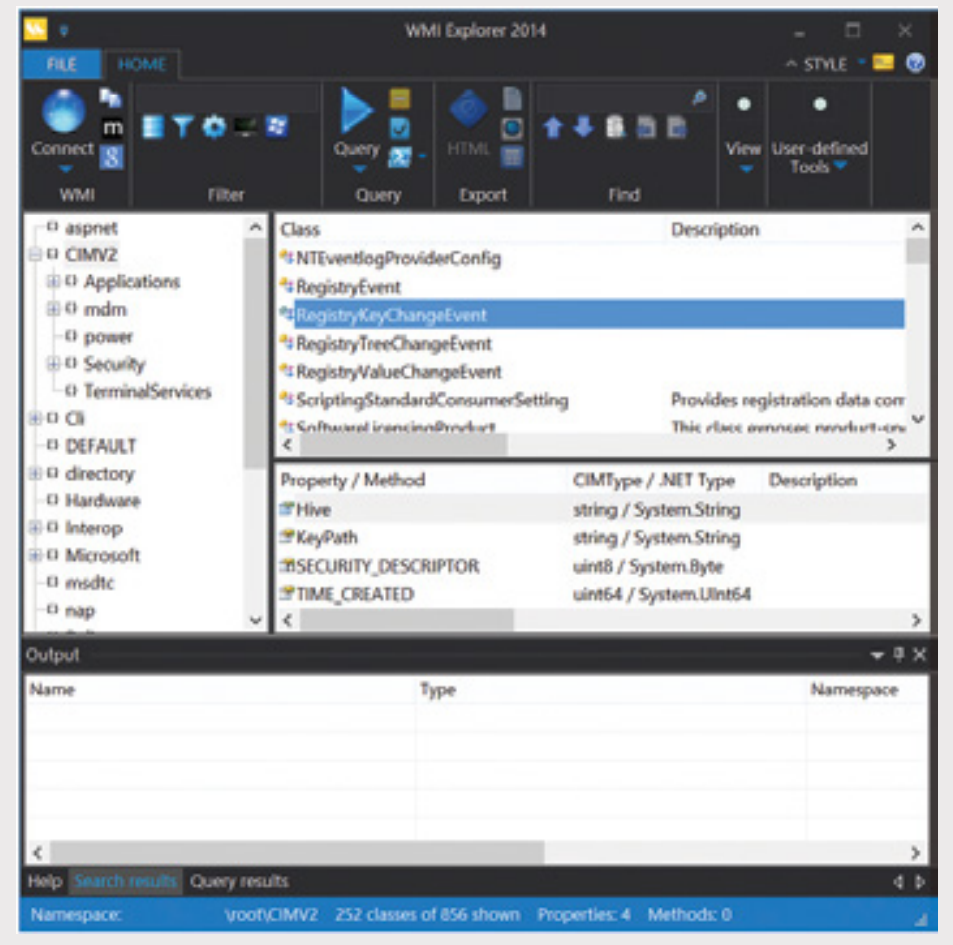 WMI Explorer 2014
FILE HOME STYLE
Connect m 8 Query HTML View User-defined Tools
WMI Filter Query Export Find
aspnet
CIMV2
Applications
mdm
power
Security
TerminalServices
Cli
DEFAULT
directory
Hardware
Interop
Microsoft
msdtc
nap
Class Description
NTEventlogProviderConfig
RegistryEvent
RegistryKeyChangeEvent
RegistryTreeChangeEvent
RegistryValueChangeEvent
ScriptingStandardConsumerSetting Provides registration data com
SoftwareLicensingProduct This class exposes product-spe
Property / Method CIMType / .NET Type Description
Hive string / System.String
KeyPath string / System.String
SECURITY_DESCRIPTOR uint8 / System.Byte
TIME_CREATED uint64 / System.UInt64
Output
Name Type Namespace
Help Search results Query results
Namespace: \root\CIMV2 252 classes of 856 shown Properties: 4 Methods: 0